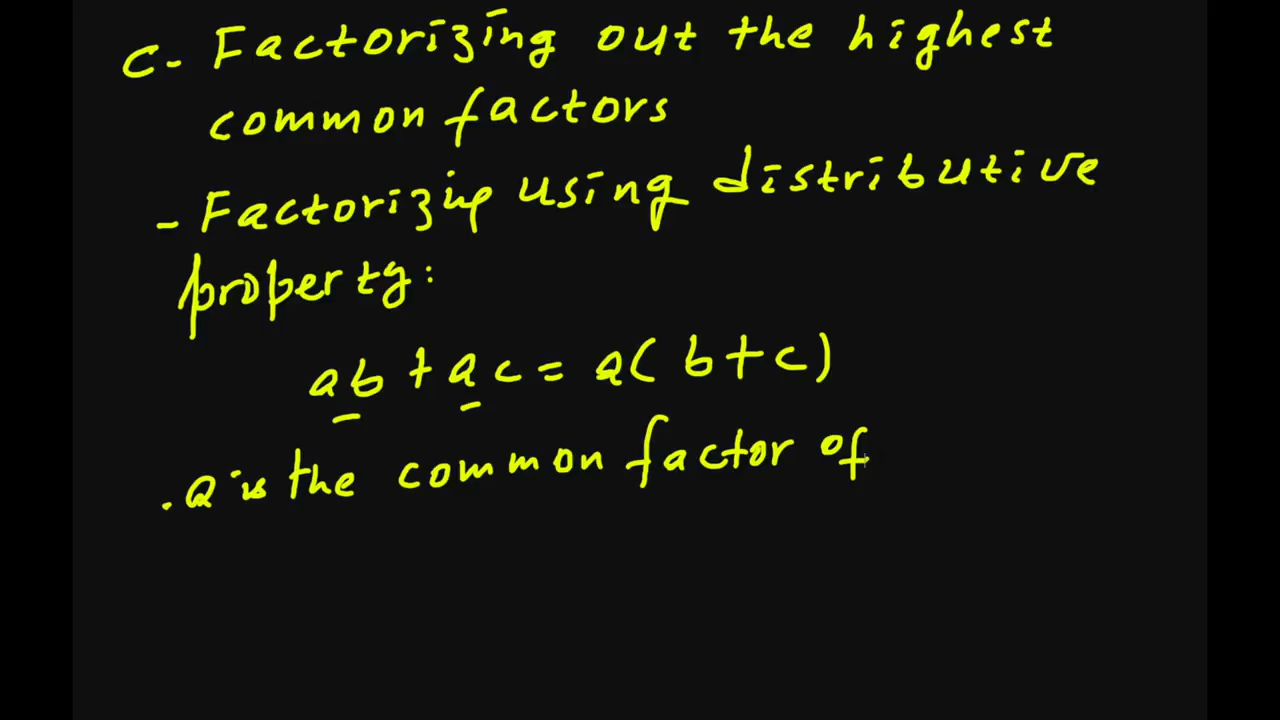 c- Factorizing out the highest
common factors
- Factorizing using distributive
property:
ab + ac = a( b+c)
. a is the common factor of